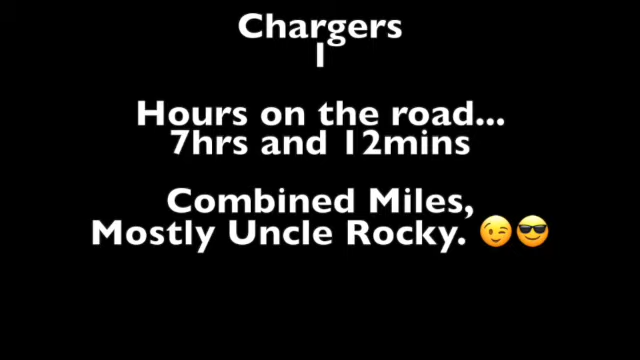 Chargers
1
Hours on the road...
7hrs and 12mins
Combined Miles,
Mostly Uncle Rocky. 😉😎